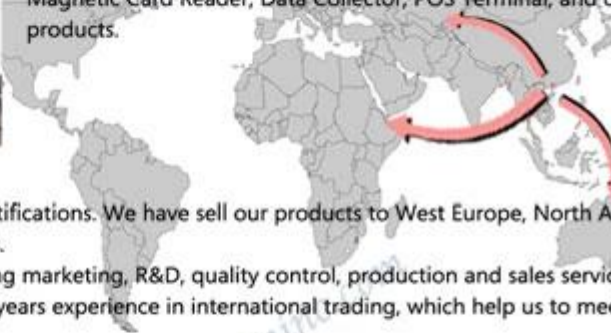 Magnetic Card Reader, Data Collector, POS Terminal, and
products.
tifications. We have sell our products to West Europe, North A
.
ng marketing, R&D, quality control, production and sales servic
years experience in international trading, which help us to me